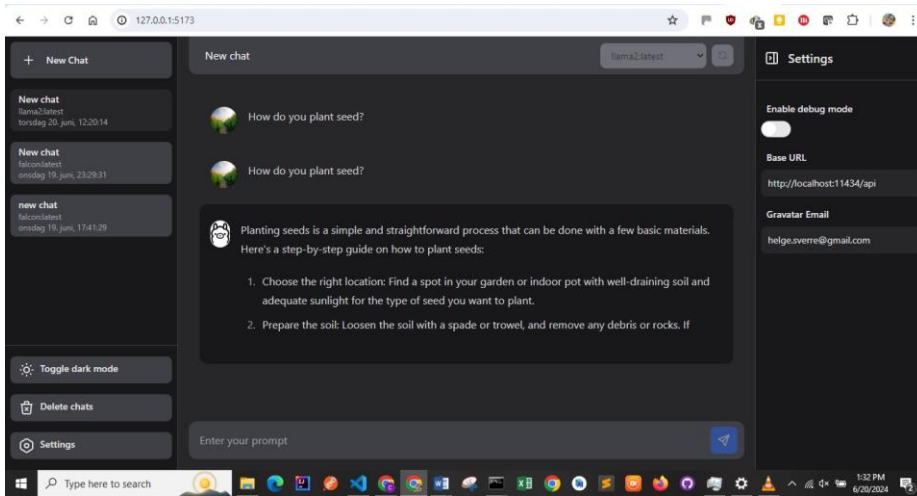 127.0.0.1:5173
New Chat
New chat
llama2:latest
torsdag 20. juni, 12:20:14
New chat
falcon:latest
onsdag 19. juni, 23:29:31
new chat
falcon:latest
onsdag 19. juni, 17:41:29
Toggle dark mode
Delete chats
Settings
New chat
llama2:latest
How do you plant seed?
How do you plant seed?
Planting seeds is a simple and straightforward process that can be done with a few basic materials.
Here's a step-by-step guide on how to plant seeds:
1. Choose the right location: Find a spot in your garden or indoor pot with well-draining soil and
adequate sunlight for the type of seed you want to plant.
2. Prepare the soil: Loosen the soil with a spade or trowel, and remove any debris or rocks. If
Enter your prompt
Settings
Enable debug mode
Base URL
http://localhost:11434/api
Gravatar Email
helge.sverre@gmail.com
Type here to search
1:32 PM
6/20/2024